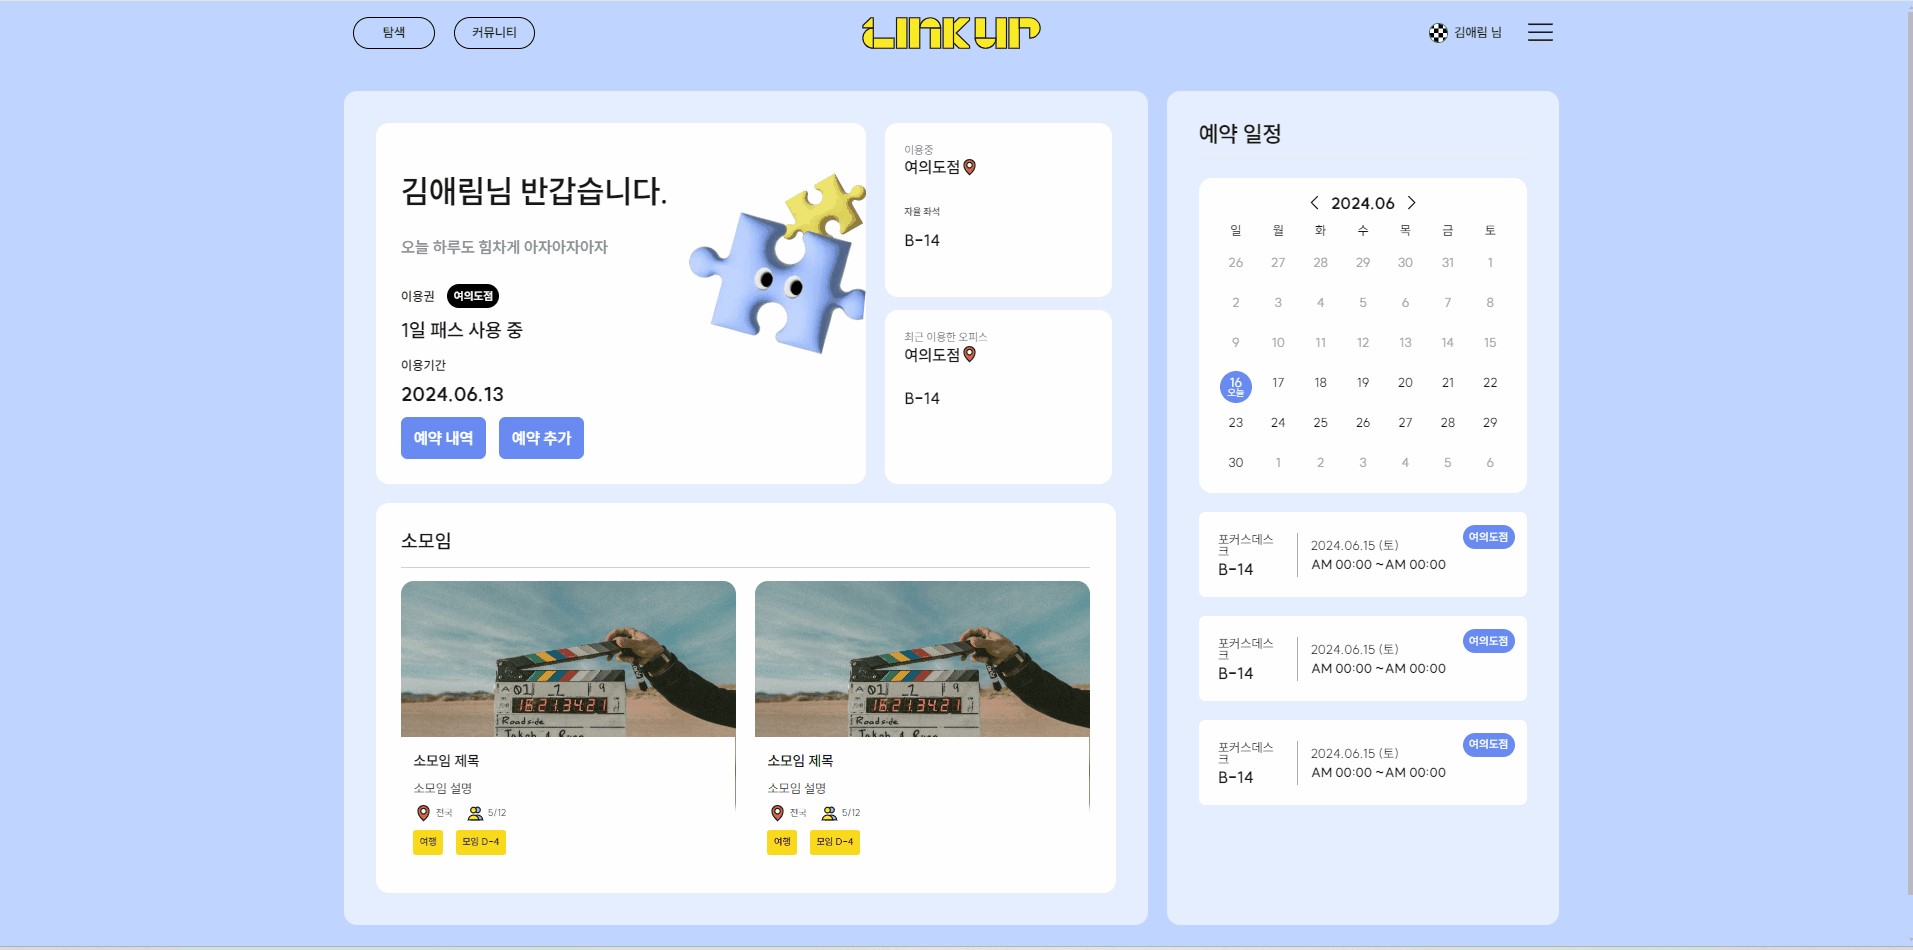 탐색
커뮤니티
LINKUP
김애림 님
김애림님 반갑습니다.
오늘 하루도 힘차게 아자아자아자
이용권 여의도점
1일 패스 사용 중
이용기간
2024.06.13
예약 내역 예약 추가
이용중
여의도점
자율 좌석
B-14
최근 이용한 오피스
여의도점
B-14
소모임
소모임 제목
소모임 설명
전국 5/12
여행 모임 D-4
소모임 제목
소모임 설명
전국 5/12
여행 모임 D-4
예약 일정
2024.06
일 월 화 수 목 금 토
26 27 28 29 30 31 1
2 3 4 5 6 7 8
9 10 11 12 13 14 15
16 17 18 19 20 21 22
오늘
23 24 25 26 27 28 29
30 1 2 3 4 5 6
포커스데스
크
B-14
2024.06.15 (토)
AM 00:00 ~ AM 00:00
여의도점
포커스데스
크
B-14
2024.06.15 (토)
AM 00:00 ~ AM 00:00
여의도점
포커스데스
크
B-14
2024.06.15 (토)
AM 00:00 ~ AM 00:00
여의도점